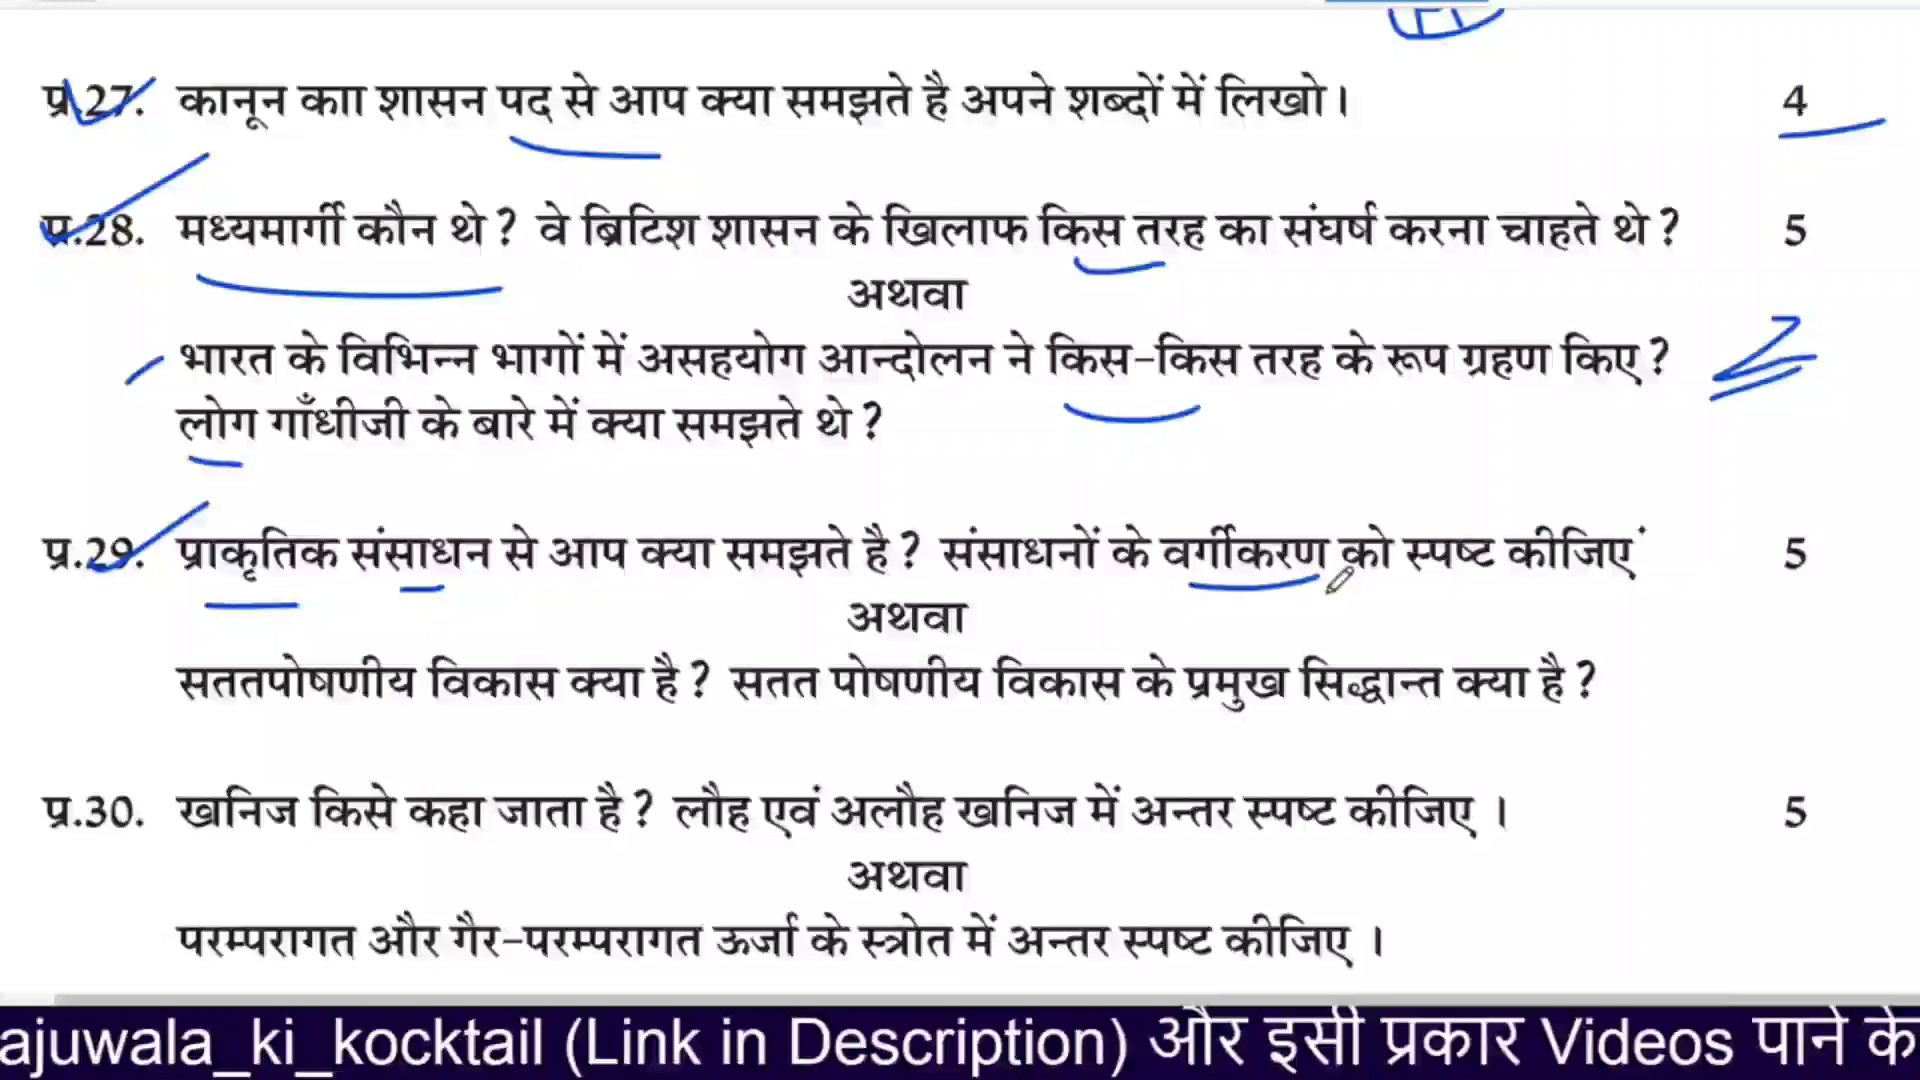 प्र.27. कानून काा शासन पद से आप क्या समझते है अपने शब्दों में लिखो। 4
प्र.28. मध्यमार्गी कौन थे ? वे ब्रिटिश शासन के खिलाफ किस तरह का संघर्ष करना चाहते थे ? 5
अथवा
भारत के विभिन्न भागों में असहयोग आन्दोलन ने किस-किस तरह के रूप ग्रहण किए ?
लोग गाँधीजी के बारे में क्या समझते थे ?
प्र.29. प्राकृतिक संसाधन से आप क्या समझते है ? संसाधनों के वर्गीकरण को स्पष्ट कीजिएं 5
अथवा
सततपोषणीय विकास क्या है ? सतत पोषणीय विकास के प्रमुख सिद्धान्त क्या है ?
प्र.30. खनिज किसे कहा जाता है ? लौह एवं अलौह खनिज में अन्तर स्पष्ट कीजिए । 5
अथवा
परम्परागत और गैर-परम्परागत ऊर्जा के स्त्रोत में अन्तर स्पष्ट कीजिए ।
ajuwala_ki_kocktail (Link in Description) और इसी प्रकार Videos पाने के